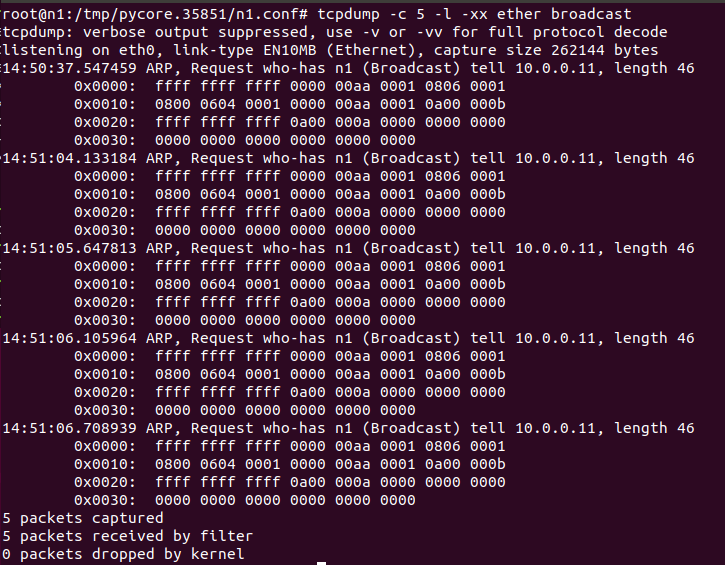 root@n1:/tmp/pycore.35851/n1.conf# tcpdump -c 5 -l -xx ether broadcast
tcpdump: verbose output suppressed, use -v or -vv for full protocol decode
listening on eth0, link-type EN10MB (Ethernet), capture size 262144 bytes
14:50:37.547459 ARP, Request who-has n1 (Broadcast) tell 10.0.0.11, length 46
0x0000:  ffff ffff ffff 0000 00aa 0001 0806 0001
0x0010:  0800 0604 0001 0000 00aa 0001 0a00 000b
0x0020:  ffff ffff ffff 0a00 000a 0000 0000 0000
0x0030:  0000 0000 0000 0000 0000 0000
14:51:04.133184 ARP, Request who-has n1 (Broadcast) tell 10.0.0.11, length 46
0x0000:  ffff ffff ffff 0000 00aa 0001 0806 0001
0x0010:  0800 0604 0001 0000 00aa 0001 0a00 000b
0x0020:  ffff ffff ffff 0a00 000a 0000 0000 0000
0x0030:  0000 0000 0000 0000 0000 0000
14:51:05.647813 ARP, Request who-has n1 (Broadcast) tell 10.0.0.11, length 46
0x0000:  ffff ffff ffff 0000 00aa 0001 0806 0001
0x0010:  0800 0604 0001 0000 00aa 0001 0a00 000b
0x0020:  ffff ffff ffff 0a00 000a 0000 0000 0000
0x0030:  0000 0000 0000 0000 0000 0000
14:51:06.105964 ARP, Request who-has n1 (Broadcast) tell 10.0.0.11, length 46
0x0000:  ffff ffff ffff 0000 00aa 0001 0806 0001
0x0010:  0800 0604 0001 0000 00aa 0001 0a00 000b
0x0020:  ffff ffff ffff 0a00 000a 0000 0000 0000
0x0030:  0000 0000 0000 0000 0000 0000
14:51:06.708939 ARP, Request who-has n1 (Broadcast) tell 10.0.0.11, length 46
0x0000:  ffff ffff ffff 0000 00aa 0001 0806 0001
0x0010:  0800 0604 0001 0000 00aa 0001 0a00 000b
0x0020:  ffff ffff ffff 0a00 000a 0000 0000 0000
0x0030:  0000 0000 0000 0000 0000 0000
5 packets captured
5 packets received by filter
0 packets dropped by kernel